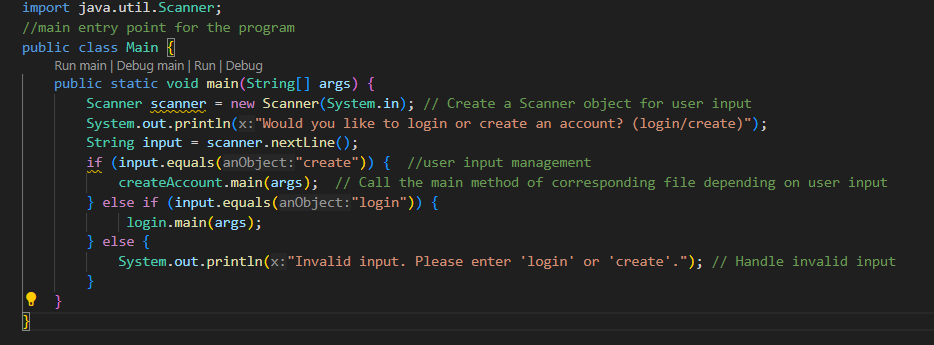 import java.util.Scanner;
//main entry point for the program
public class Main {
Run main | Debug main | Run | Debug
public static void main(String[] args) {
Scanner scanner = new Scanner(System.in); // Create a Scanner object for user input
System.out.println(x:"Would you like to login or create an account? (login/create)");
String input = scanner.nextLine();
if (input.equals(anObject:"create")) {  //user input management
createAccount.main(args);  // Call the main method of corresponding file depending on user input
} else if (input.equals(anObject:"login")) {
login.main(args);
} else {
System.out.println(x:"Invalid input. Please enter 'login' or 'create'."); // Handle invalid input
}
}
}